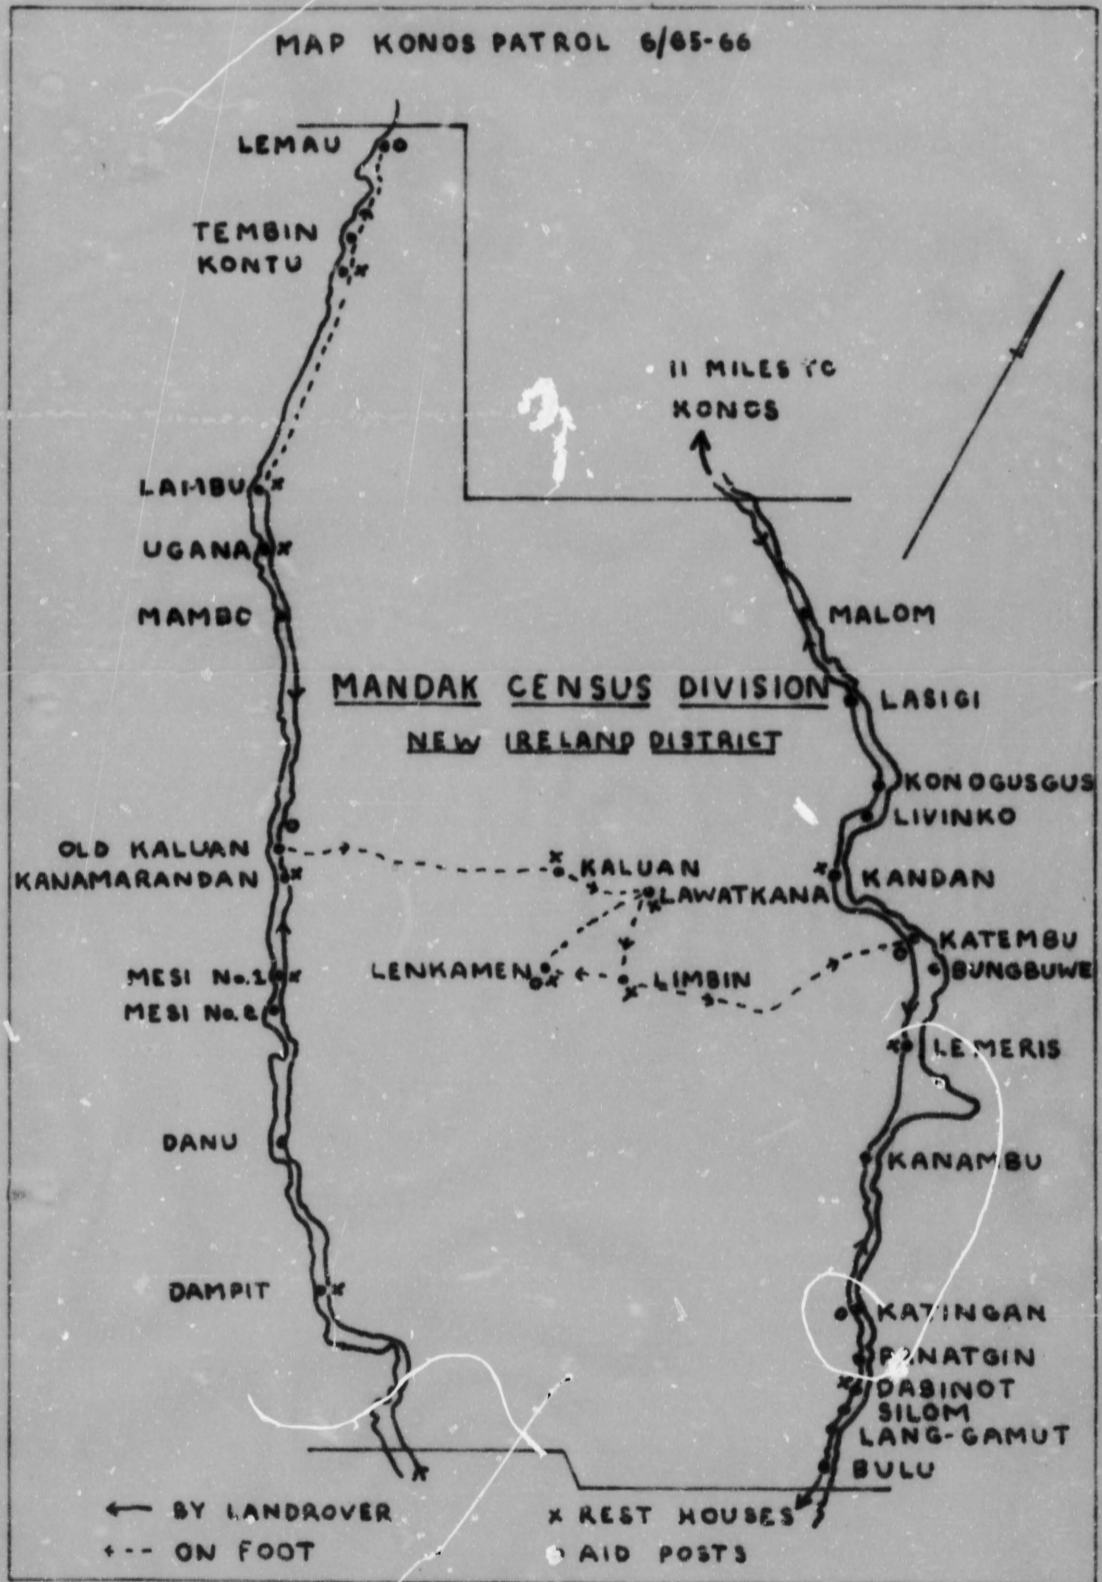 MAP KONOS PATROL 6/65-66
LEMAU
TEMBIN
KONTU
11 MILES TO
KONOS
LAMBU
UGANA
MAMBO
MALOM
MANDAK CENSUS DIVISION
NEW IRELAND DISTRICT
LASIGI
KONOGUSGUS
LIVINKO
OLD KALUAN
KANAMARANDAN
KALUAN
LAWATKANA
KANDAN
LENKAMEN
LIMBIN
KATEMBU
BUNGBUWE
MESI No.1
MESI No.2
LEMERIS
DANU
KANAMBU
DAMPIT
KATINGAN
PANATGIN
DABINOT
SILOM
LANG-GAMUT
BULU
BY LANDROVER
x REST HOUSES
ON FOOT
AID POSTS